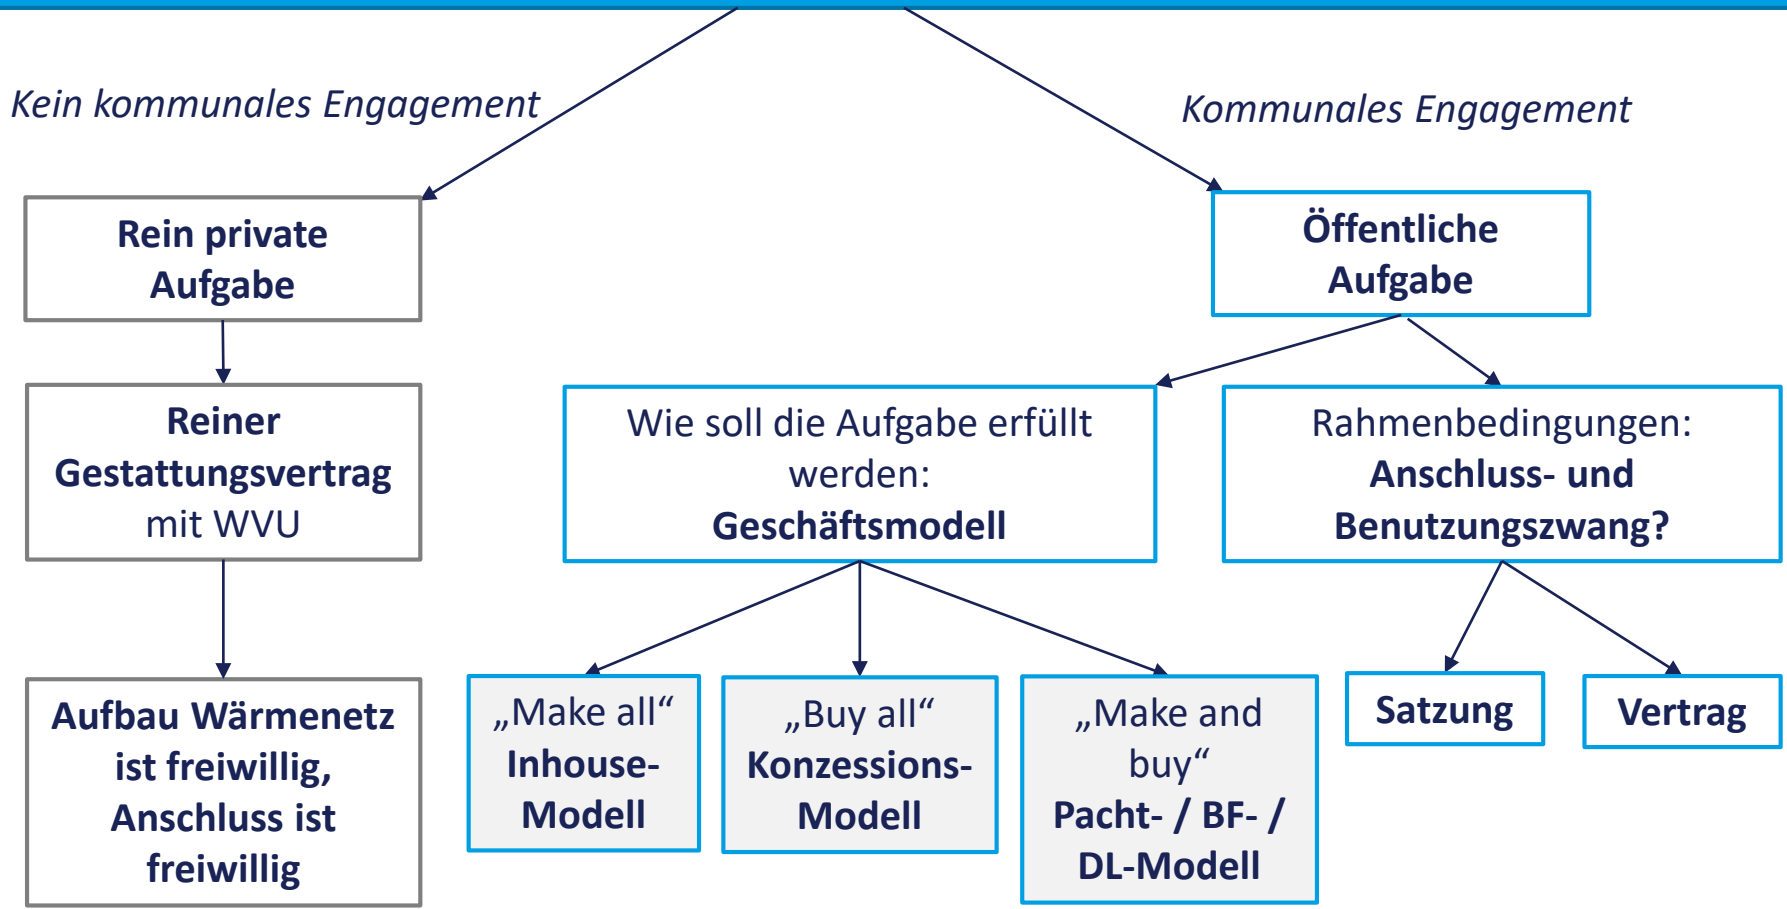 Kein kommunales Engagement
Kommunales Engagement
Rein private
Aufgabe
Öffentliche
Aufgabe
Reiner
Gestattungsvertrag
mit WVU
Wie soll die Aufgabe erfüllt
werden:
Geschäftsmodell
Rahmenbedingungen:
Anschluss- und
Benutzungszwang?
Aufbau Wärmenetz
ist freiwillig,
Anschluss ist
freiwillig
„Make all“
Inhouse-
Modell
„Buy all“
Konzessions-
Modell
„Make and
buy“
Pacht- / BF- /
DL-Modell
Satzung
Vertrag